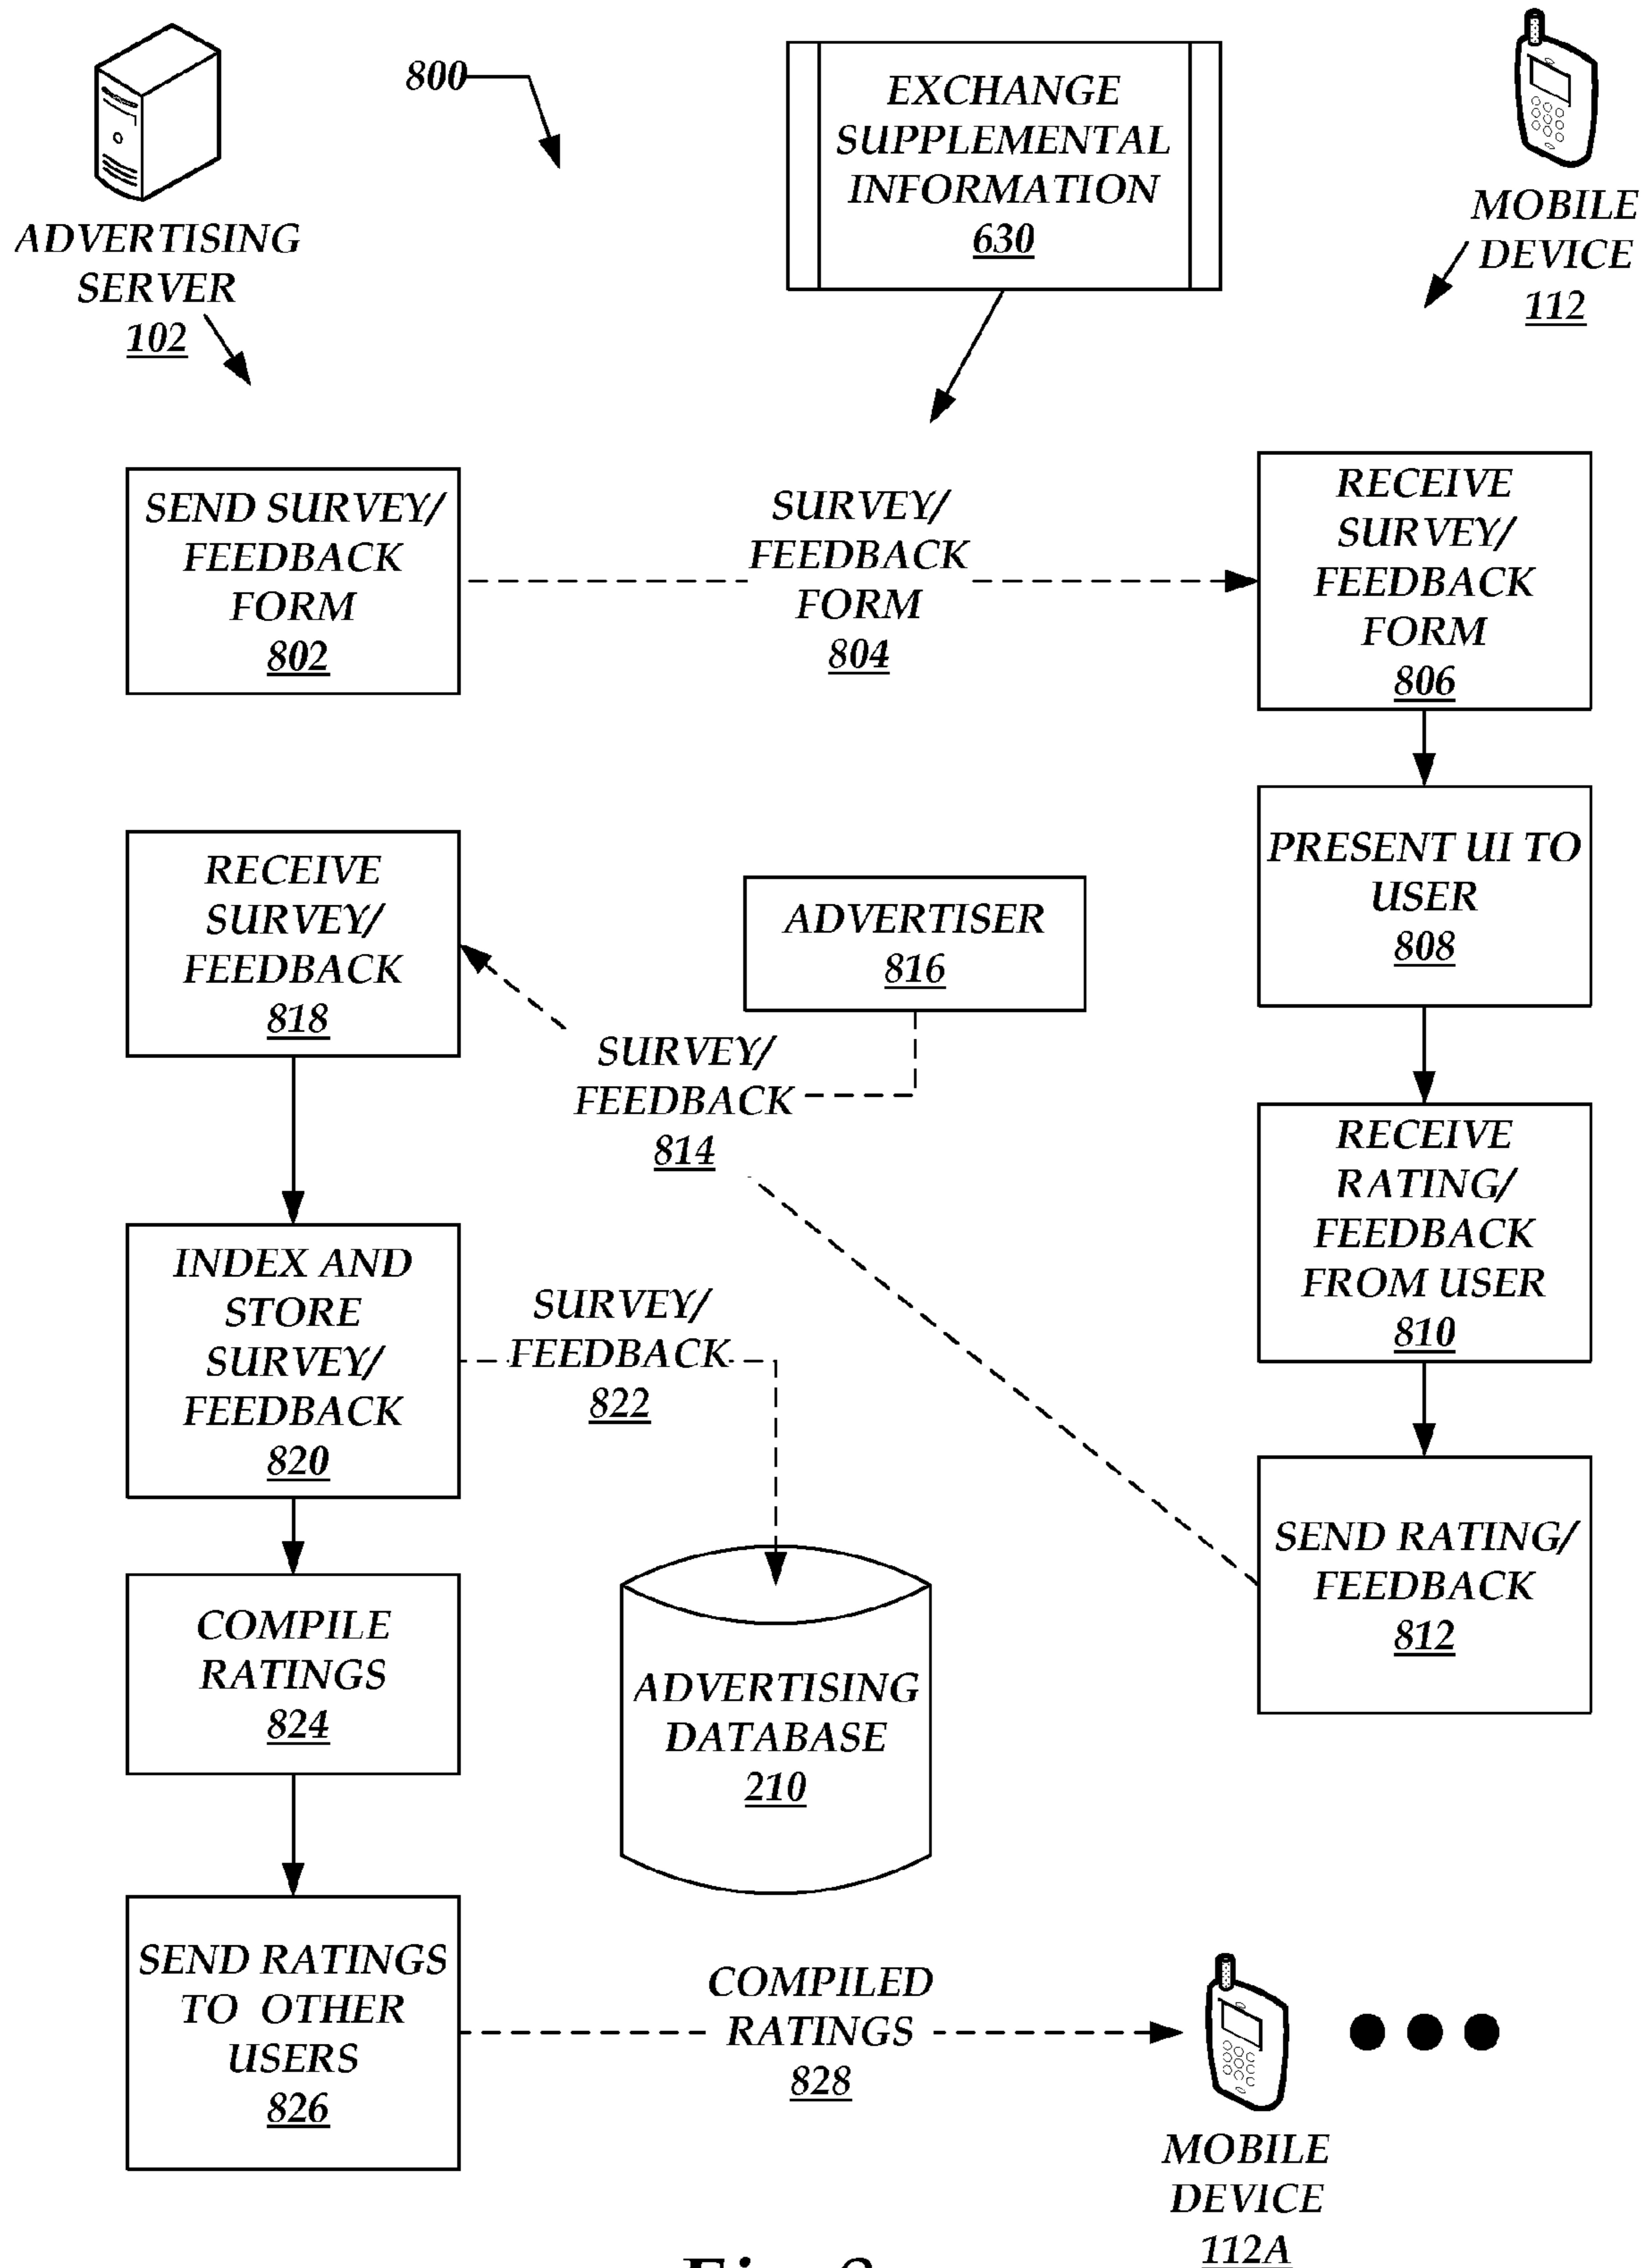 800
EXCHANGE
SUPPLEMENTAL
INFORMATION
630
ADVERTISING
SERVER
102
MOBILE
DEVICE
112
SEND SURVEY/
FEEDBACK
FORM
802
SURVEY/
FEEDBACK
FORM
804
RECEIVE
SURVEY/
FEEDBACK
FORM
806
PRESENT UI TO
USER
808
RECEIVE
SURVEY/
FEEDBACK
818
ADVERTISER
816
SURVEY/
FEEDBACK
814
RECEIVE
RATING/
FEEDBACK
FROM USER
810
INDEX AND
STORE
SURVEY/
FEEDBACK
820
SURVEY/
FEEDBACK
822
SEND RATING/
FEEDBACK
812
COMPILE
RATINGS
824
ADVERTISING
DATABASE
210
SEND RATINGS
TO OTHER
USERS
826
COMPILED
RATINGS
828
MOBILE
DEVICE
112A